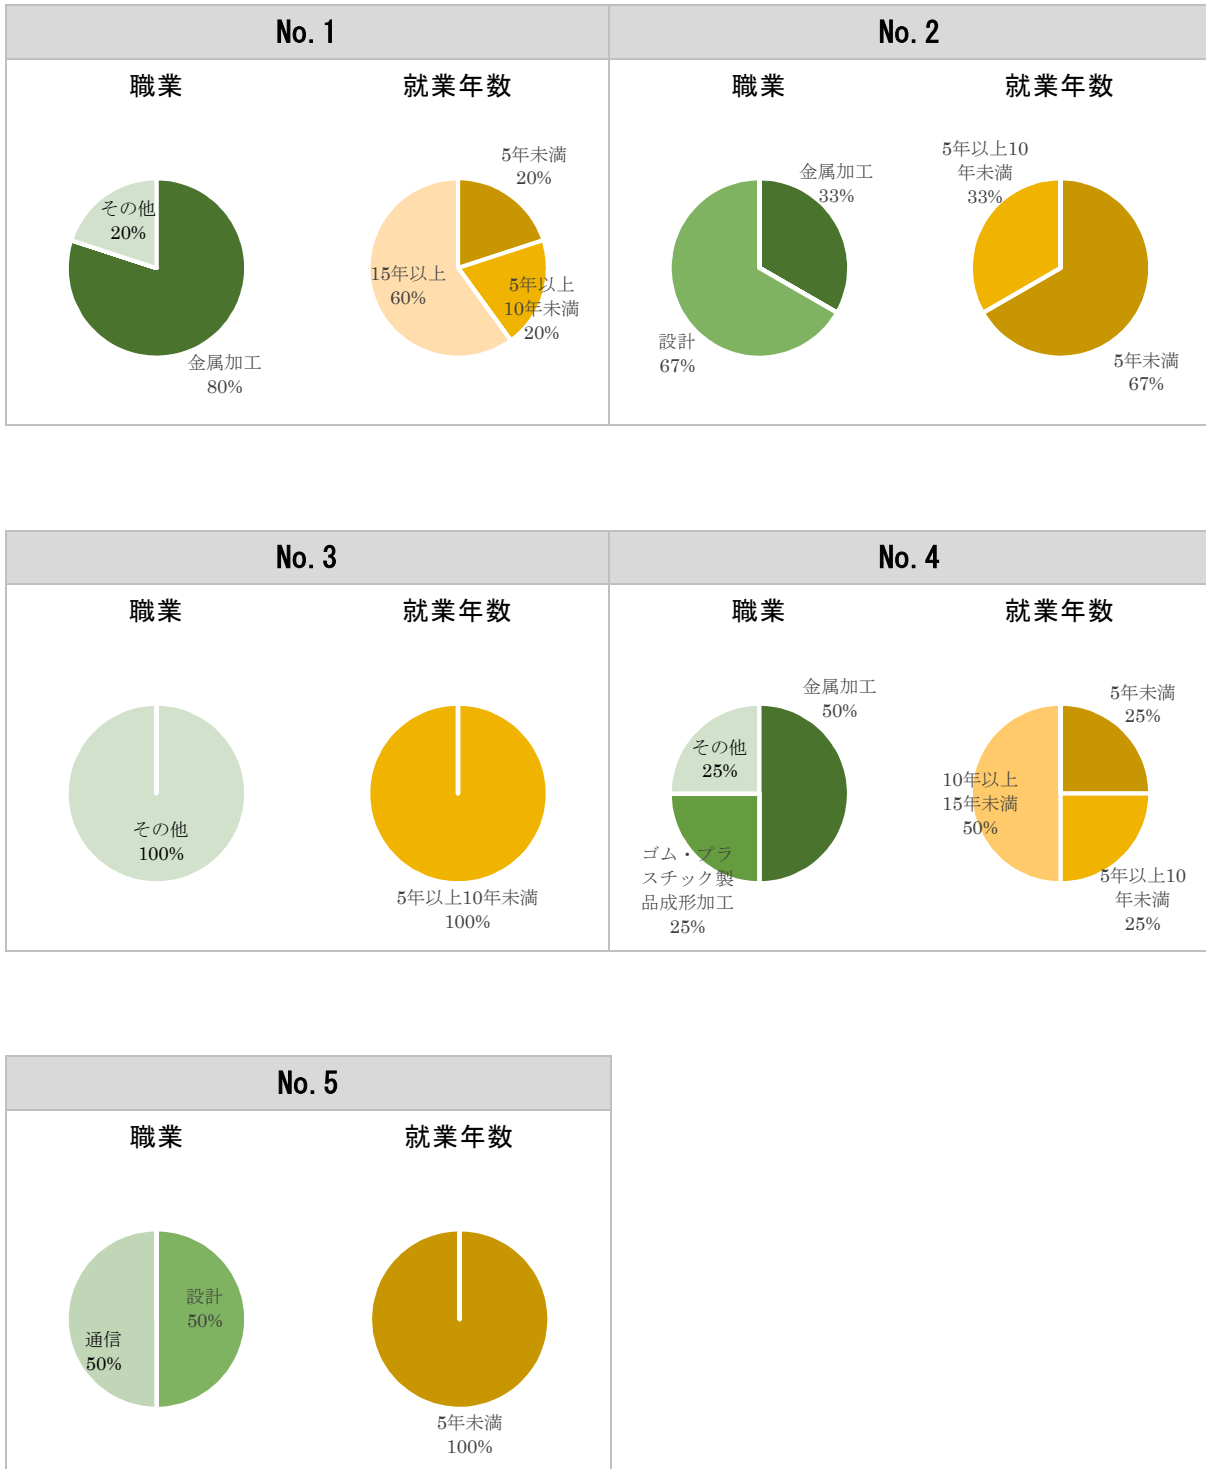 No. 1
職業
就業年数
その他
20%
金属加工
80%
5年未満
20%
15年以上
60%
5年以上
10年未満
20%
No. 2
職業
就業年数
金属加工
33%
設計
67%
5年以上10
年未満
33%
5年未満
67%
No. 3
職業
就業年数
その他
100%
5年以上10年未満
100%
No. 4
職業
就業年数
金属加工
50%
その他
25%
ゴム・プラ
スチック製
品成形加工
25%
5年未満
25%
10年以上
15年未満
50%
5年以上10
年未満
25%
No. 5
職業
就業年数
設計
50%
通信
50%
5年未満
100%